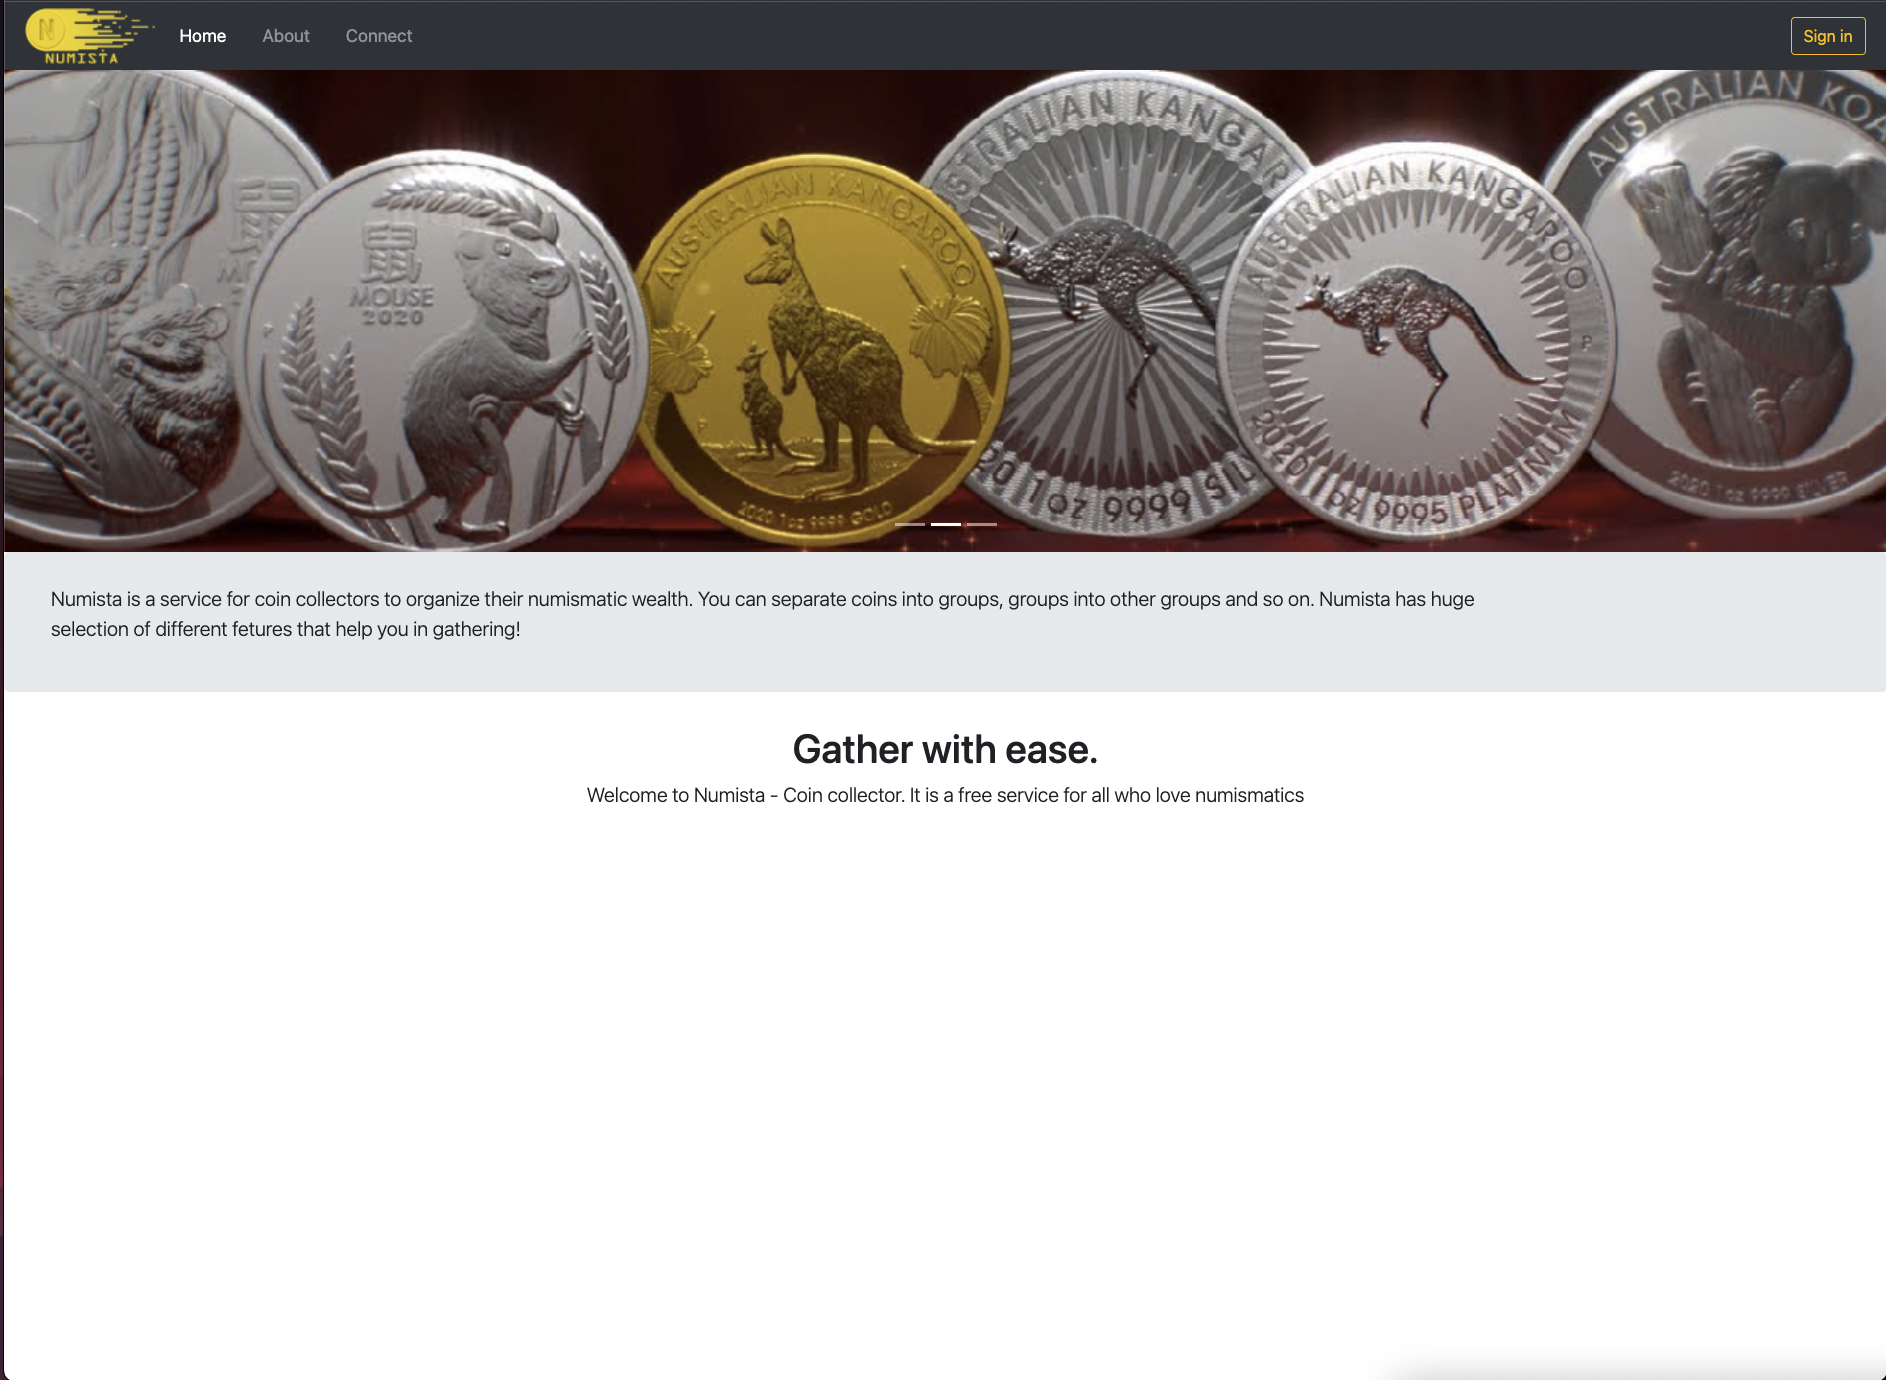 N
NUMISTA
Home
About
Connect
Sign in
鼠
MOUSE
2020
P
AUSTRALIAN KANGAROO
P
2020 1oz 9999 GOLD
STRALIAN KANGAR
20 1OZ 9999 SIL
AUSTRALIAN KANGAROO
P
2020 1oz 9995 PLATINUM
AUSTRALIAN KOA
2020 1oz 9999 SILVER
Numista is a service for coin collectors to organize their numismatic wealth. You can separate coins into groups, groups into other groups and so on. Numista has huge
selection of different fetures that help you in gathering!
Gather with ease.
Welcome to Numista - Coin collector. It is a free service for all who love numismatics